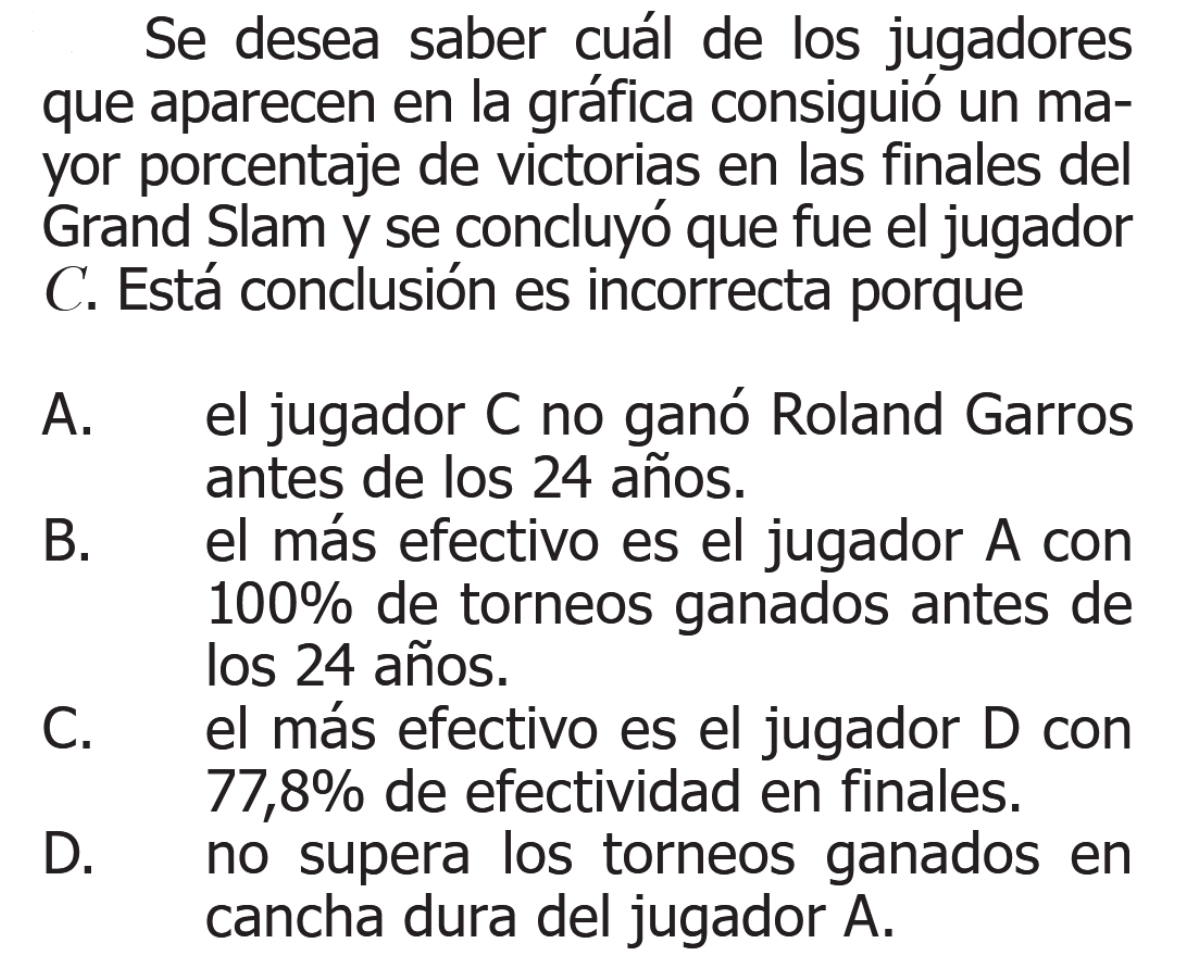 Se desea saber cuál de los jugadores
que aparecen en la gráfica consiguió un ma-
yor porcentaje de victorias en las finales del
Grand Slam y se concluyó que fue el jugador
C. Está conclusión es incorrecta porque
A. el jugador C no ganó Roland Garros
antes de los 24 años.
B. el más efectivo es el jugador A con
100% de torneos ganados antes de
los 24 años.
C. el más efectivo es el jugador D con
77,8% de efectividad en finales.
D. no supera los torneos ganados en
cancha dura del jugador A.